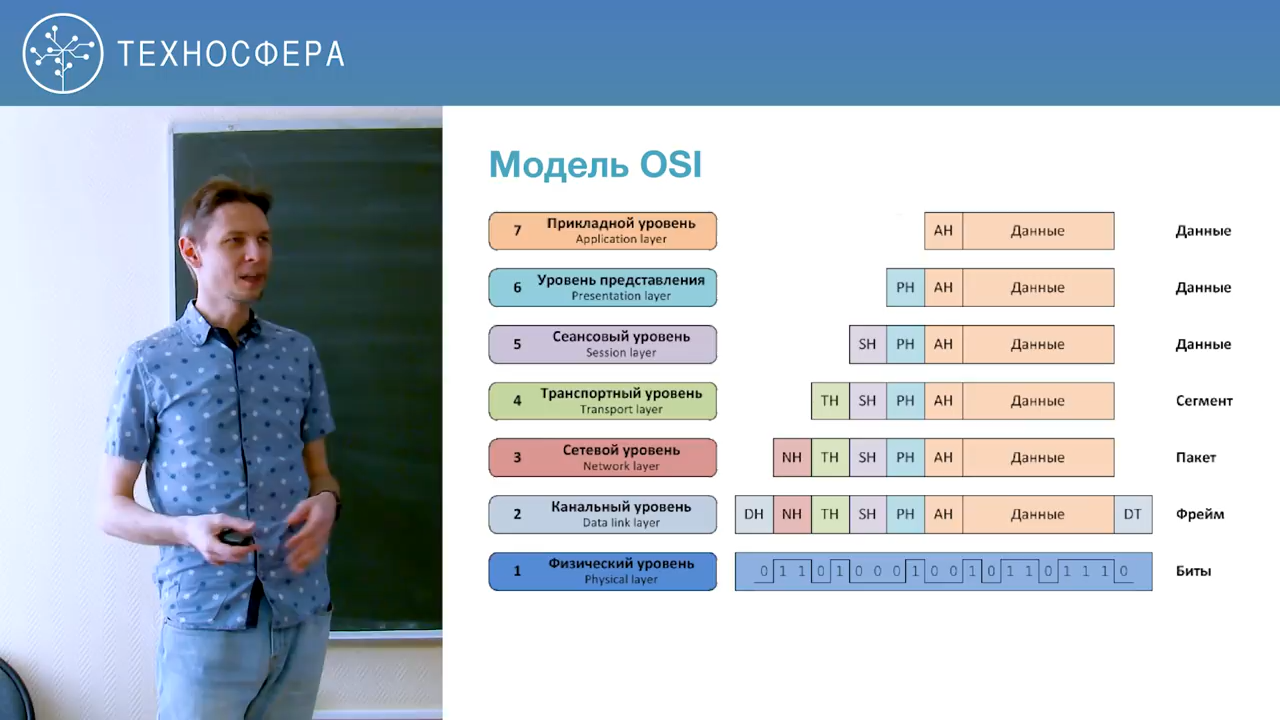 ТЕХНОСФЕРА
Модель OSI
7 Прикладной уровень AH Данные Данные
Application layer
6 Уровень представления PH AH Данные Данные
Presentation layer
5 Сеансовый уровень SH PH AH Данные Данные
Session layer
4 Транспортный уровень TH SH PH AH Данные Сегмент
Transport layer
3 Сетевой уровень NH TH SH PH AH Данные Пакет
Network layer
2 Канальный уровень DH NH TH SH PH AH Данные DT Фрейм
Data link layer
1 Физический уровень 0 1 1 0 1 0 0 0 1 0 0 1 0 1 1 0 1 1 1 0 Биты
Physical layer